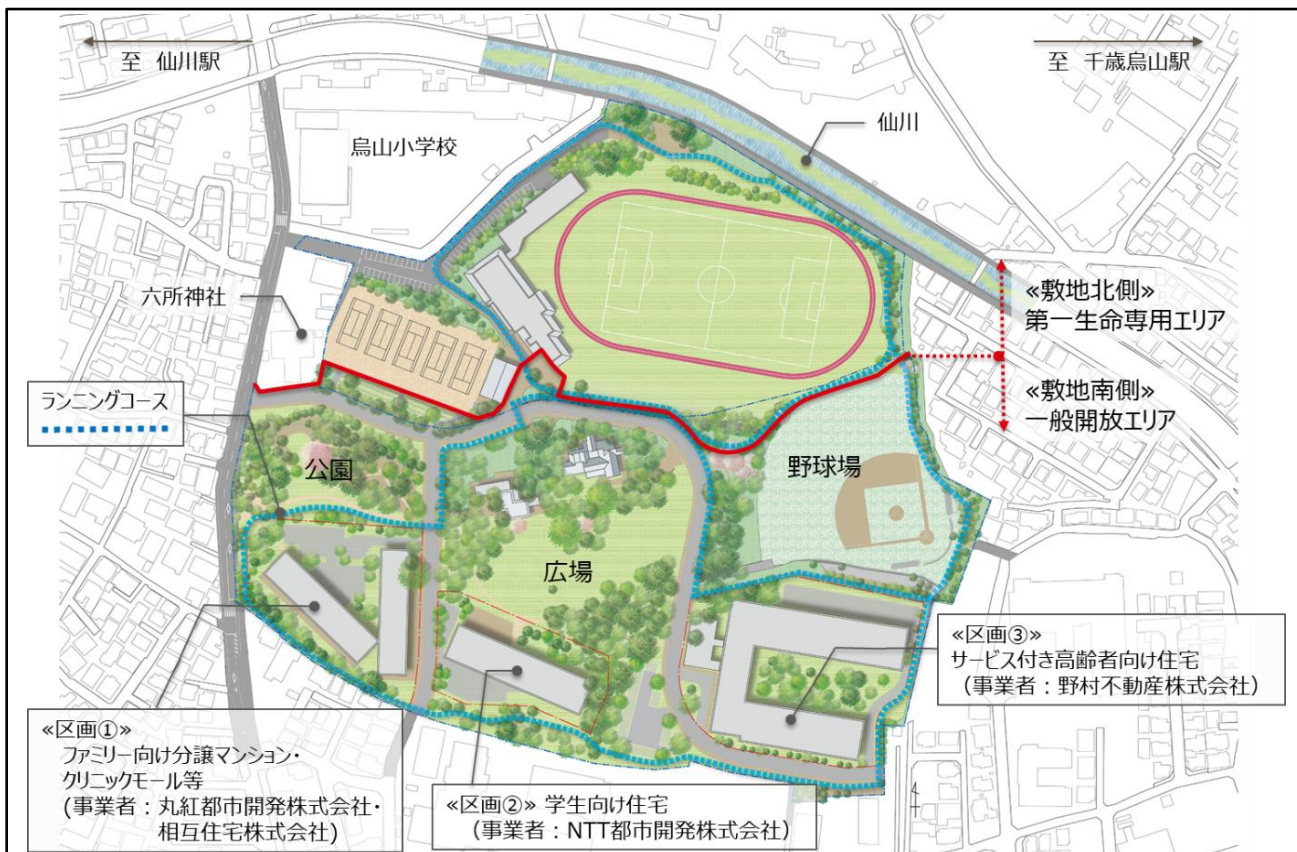 至 仙川駅
至 千歳烏山駅
仙川
烏山小学校
六所神社
«敷地北側»
第一生命専用エリア
«敷地南側»
一般開放エリア
ランニングコース
公園
広場
野球場
«区画③»
サービス付き高齢者向け住宅
（事業者：野村不動産株式会社）
«区画①»
ファミリー向け分譲マンション・
クリニックモール等
(事業者：丸紅都市開発株式会社・
相互住宅株式会社)
«区画②» 学生向け住宅
（事業者：NTT都市開発株式会社）